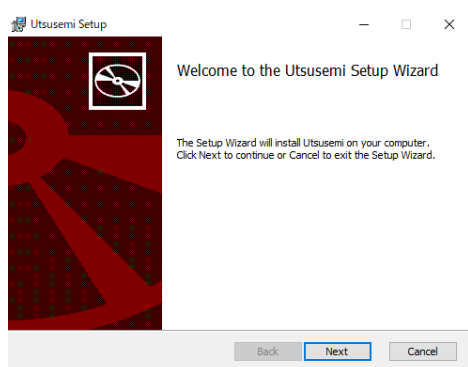 Utsusemi Setup
Welcome to the Utsusemi Setup Wizard
The Setup Wizard will install Utsusemi on your computer.
Click Next to continue or Cancel to exit the Setup Wizard.
Back
Next
Cancel